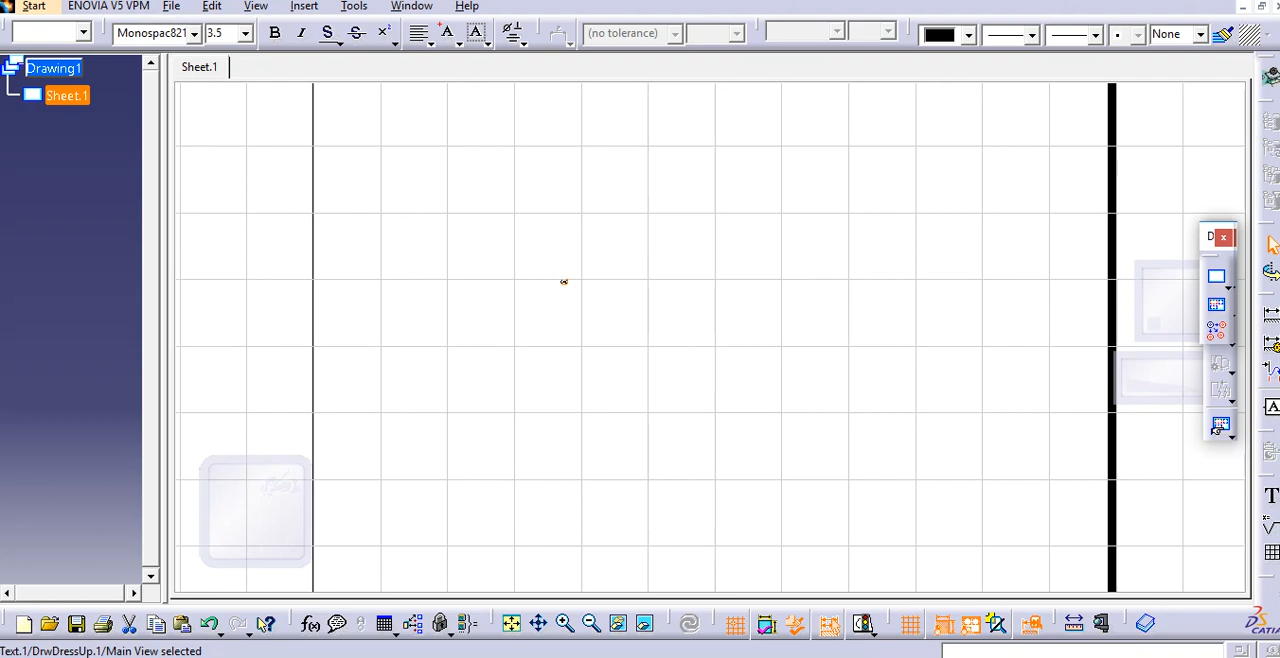 Start ENOVIA V5 VPM File Edit View Insert Tools Window Help
Monospac821 3.5 B I S S (no tolerance) None
Drawing1
Sheet.1
Sheet.1
D
T
f(x)
CATIA
Text.1/DrwDressUp.1/Main View selected